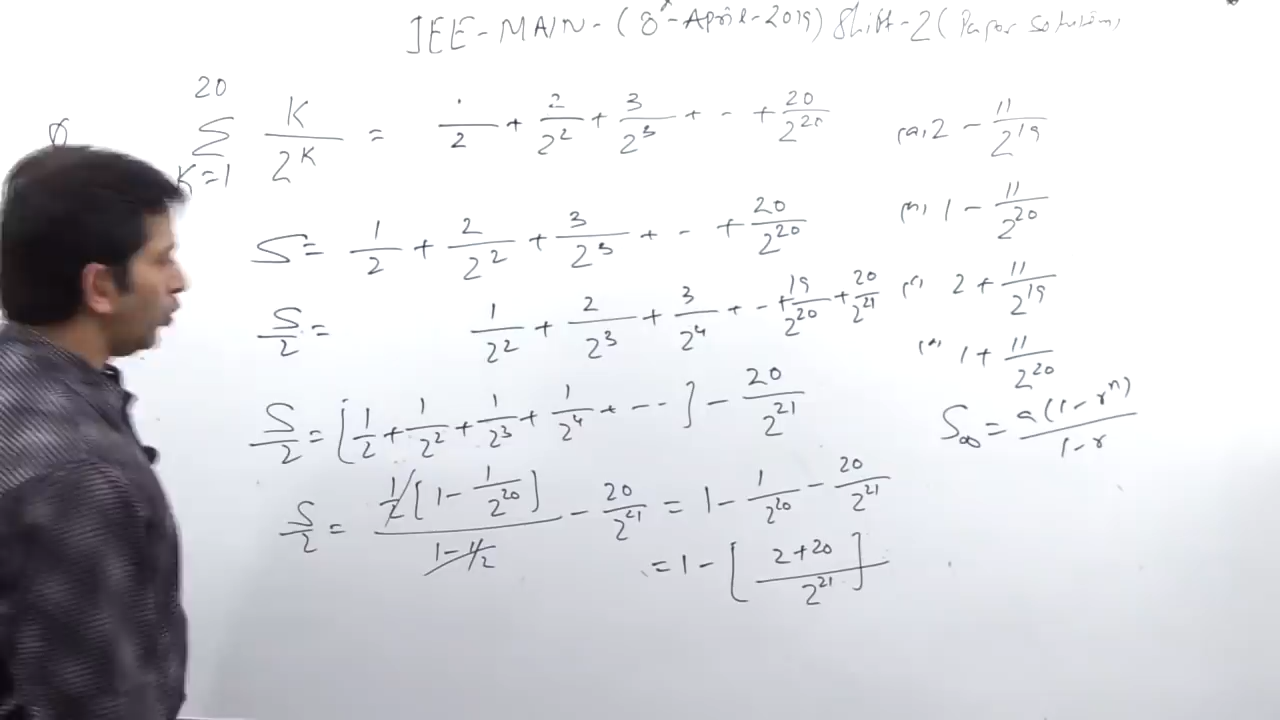 JEE-MAIN-(8-April-2019) Shift-2 (Paper solution)
20
∑ K/2^K = /2 + 2/2^2 + 3/2^3 + - + 20/2^20
K=1
(a) 2 - 11/2^19
S = 1/2 + 2/2^2 + 3/2^3 + - + 20/2^20
1 - 11/2^20
S/2 = 1/2^2 + 2/2^3 + 3/2^4 + - + 19/2^20 + 20/2^21
2 + 11/2^19
1 + 11/2^20
S/2 = [1/2 + 1/2^2 + 1/2^3 + 1/2^4 + --] - 20/2^21
S∞ = a(1-r^n)/1-r
S/2 = 1/2[1 - 1/2^20]/1-1/2 - 20/2^21 = 1 - 1/2^20 - 20/2^21
= 1 - [2+20/2^21]